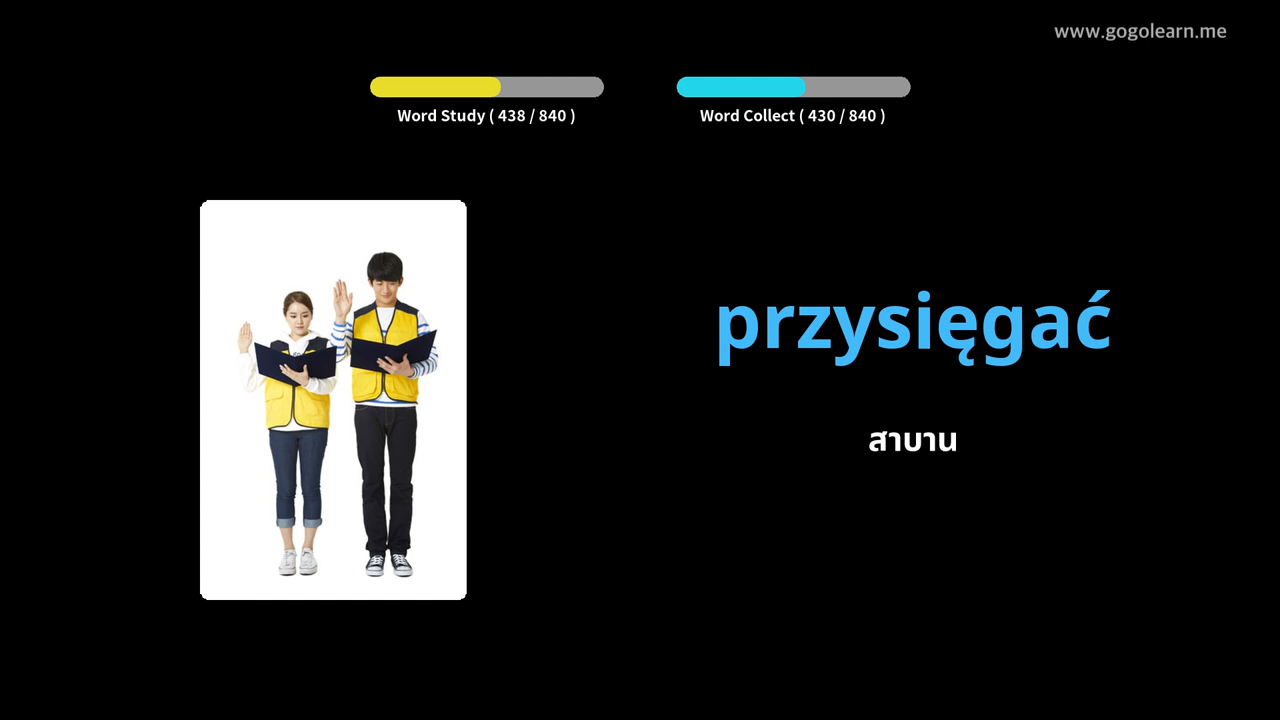 www.gogolearn.me
Word Study ( 438 / 840 )
Word Collect ( 430 / 840 )
przysięgać
สาบาน